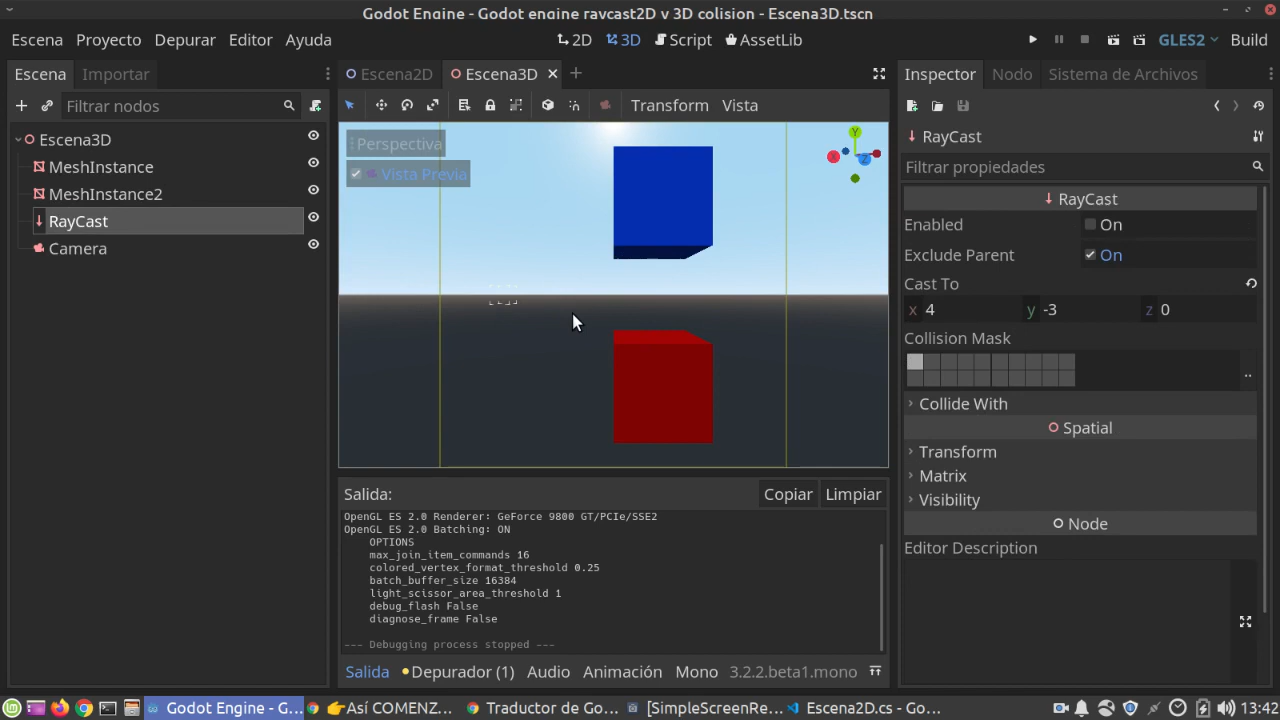 Godot Engine - Godot engine raycast2D y 3D colision - Escena3D.tscn
Escena Proyecto Depurar Editor Ayuda
2D 3D Script AssetLib
GLES2 Build
Escena Importar
Filtrar nodos
Escena3D
MeshInstance
MeshInstance2
RayCast
Camera
Escena2D Escena3D
Transform Vista
Perspectiva
Vista Previa
Y
X
Z
Salida:
Copiar Limpiar
OpenGL ES 2.0 Renderer: GeForce 9800 GT/PCIe/SSE2
OpenGL ES 2.0 Batching: ON
OPTIONS
max_join_item_commands 16
colored_vertex_format_threshold 0.25
batch_buffer_size 16384
light_scissor_area_threshold 1
debug_flash False
diagnose_frame False
--- Debugging process stopped ---
Salida Depurador (1) Audio Animación Mono 3.2.2.beta1.mono
Inspector Nodo Sistema de Archivos
RayCast
Filtrar propiedades
RayCast
Enabled On
Exclude Parent On
Cast To
x 4 y -3 z 0
Collision Mask
..
Collide With
Spatial
Transform
Matrix
Visibility
Node
Editor Description
Godot Engine - G...
Así COMENZ...
Traductor de Go...
[SimpleScreenRe...
Escena2D.cs - Go...
13:42